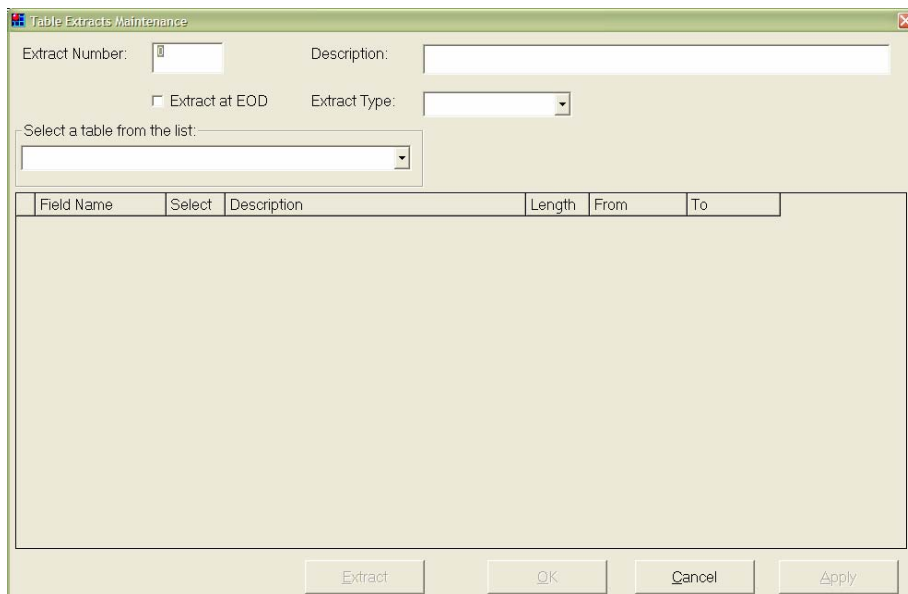 Table Extracts Maintenance
Extract Number: 0 Description:
Extract at EOD Extract Type:
Select a table from the list:
Field Name Select Description Length From To
Extract OK Cancel Apply